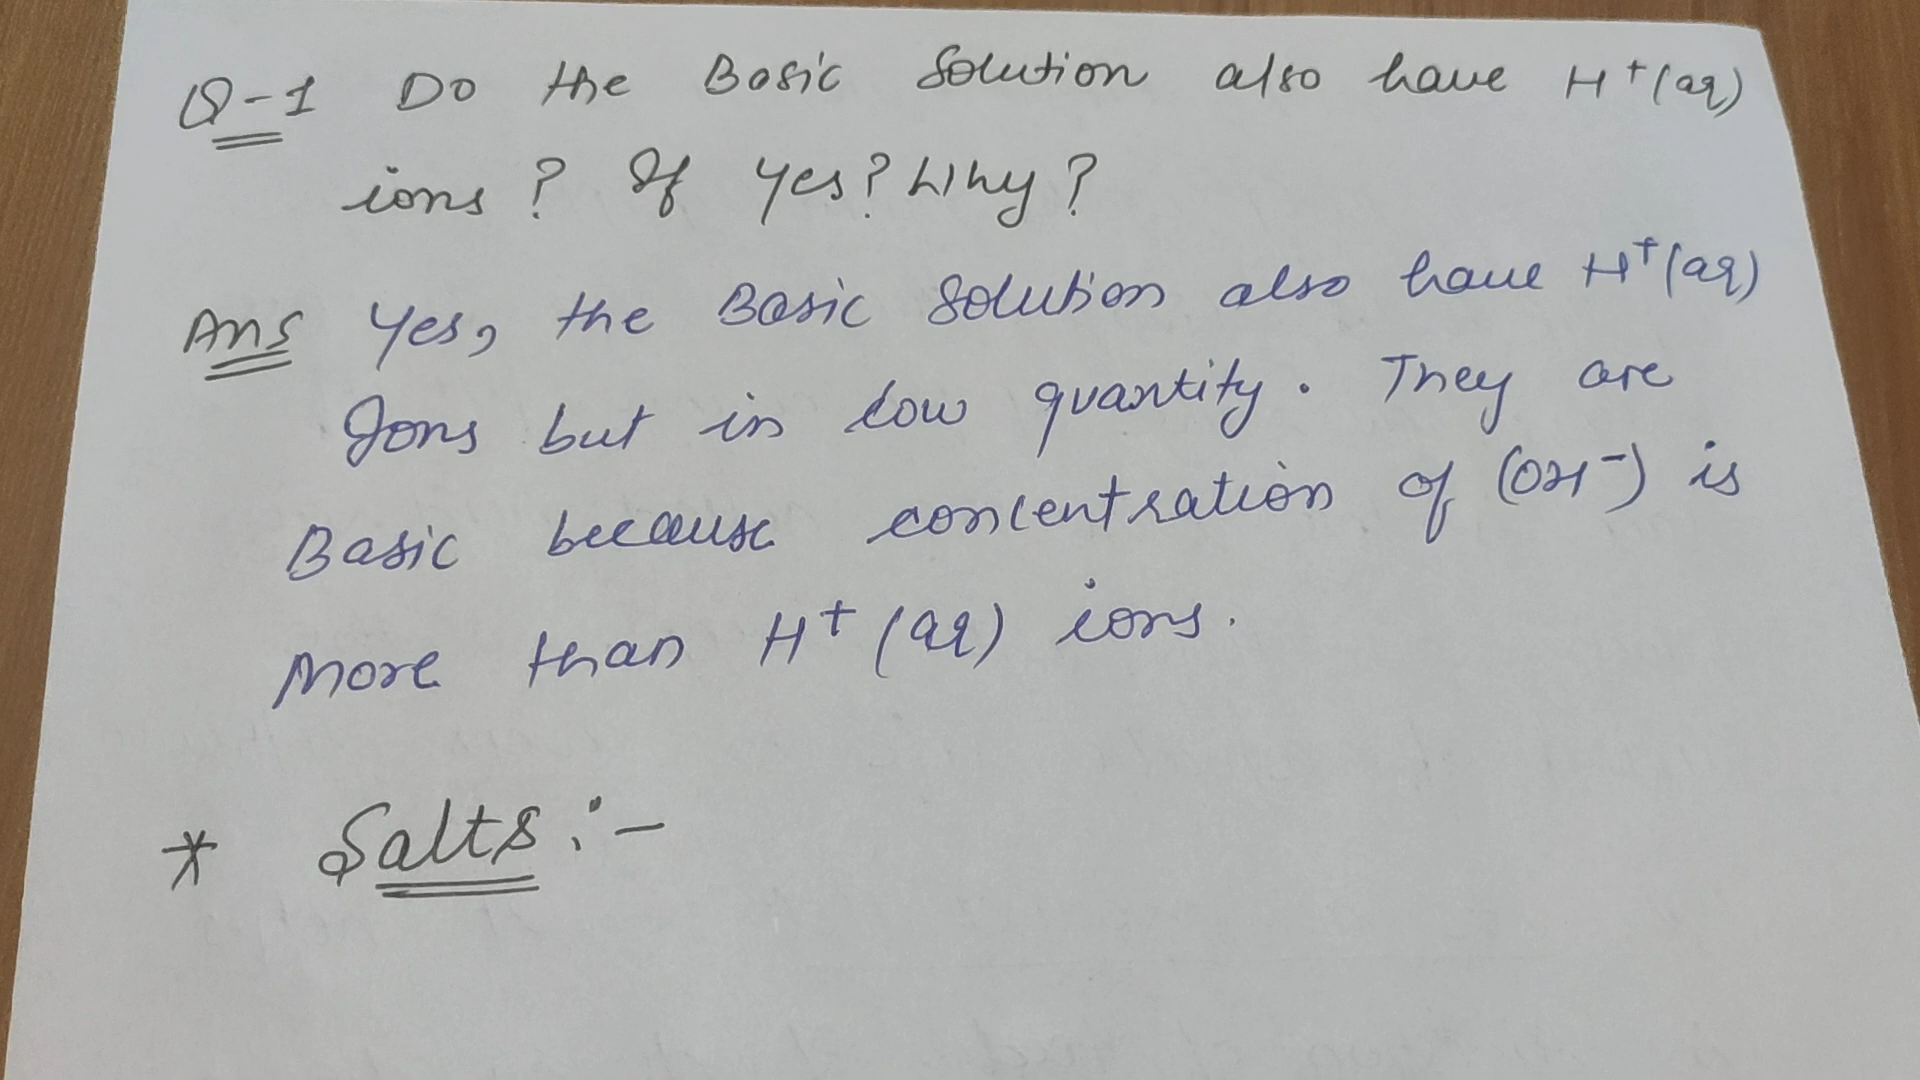 Q-1 Do the Basic Solution also have H+(aq)
ions? If Yes? Why?
Ans Yes, the Basic Solution also have H+(aq)
Ions but in low quantity. They are
Basic because concentration of (OH-) is
More than H+ (aq) ions.
* Salts:-